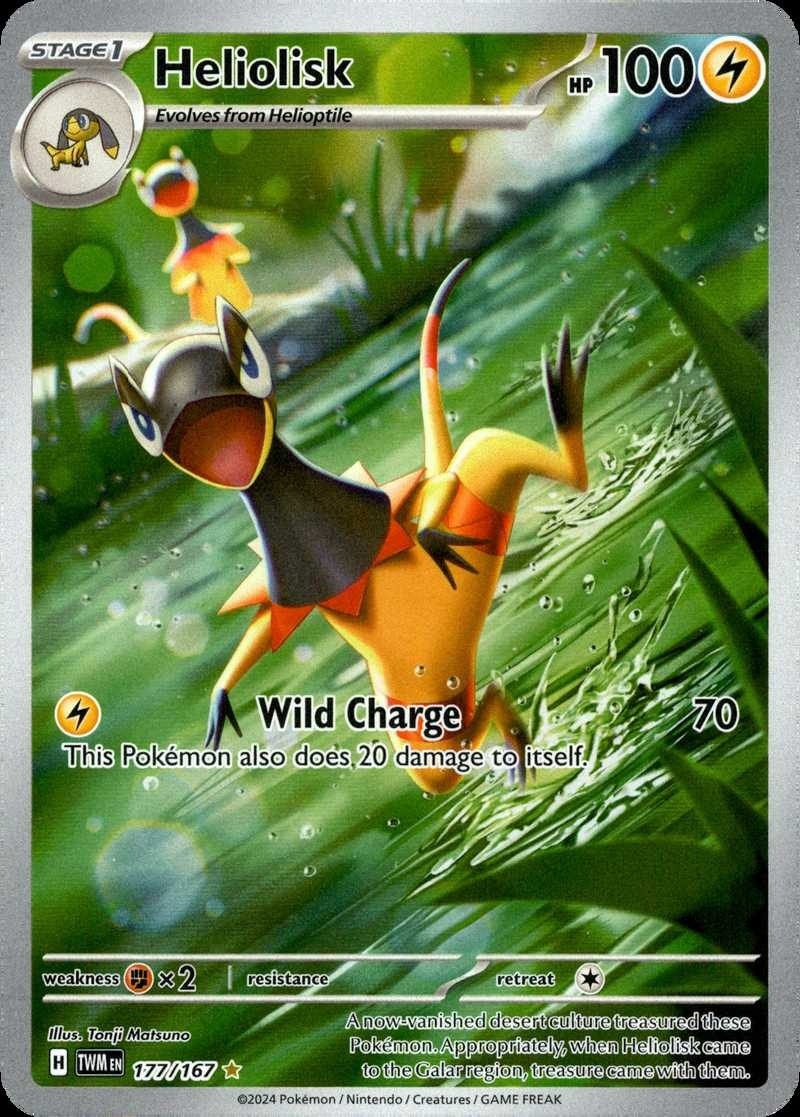 STAGE 1
Heliolisk
HP 100
Evolves from Helioptile
Wild Charge 70
This Pokémon also does 20 damage to itself.
weakness ×2 resistance retreat
Illus. Tonji Matsuno
A now-vanished desert culture treasured these
Pokémon. Appropriately, when Heliolisk came
to the Galar region, treasure came with them.
H TWM EN 177/167
©2024 Pokémon / Nintendo / Creatures / GAME FREAK